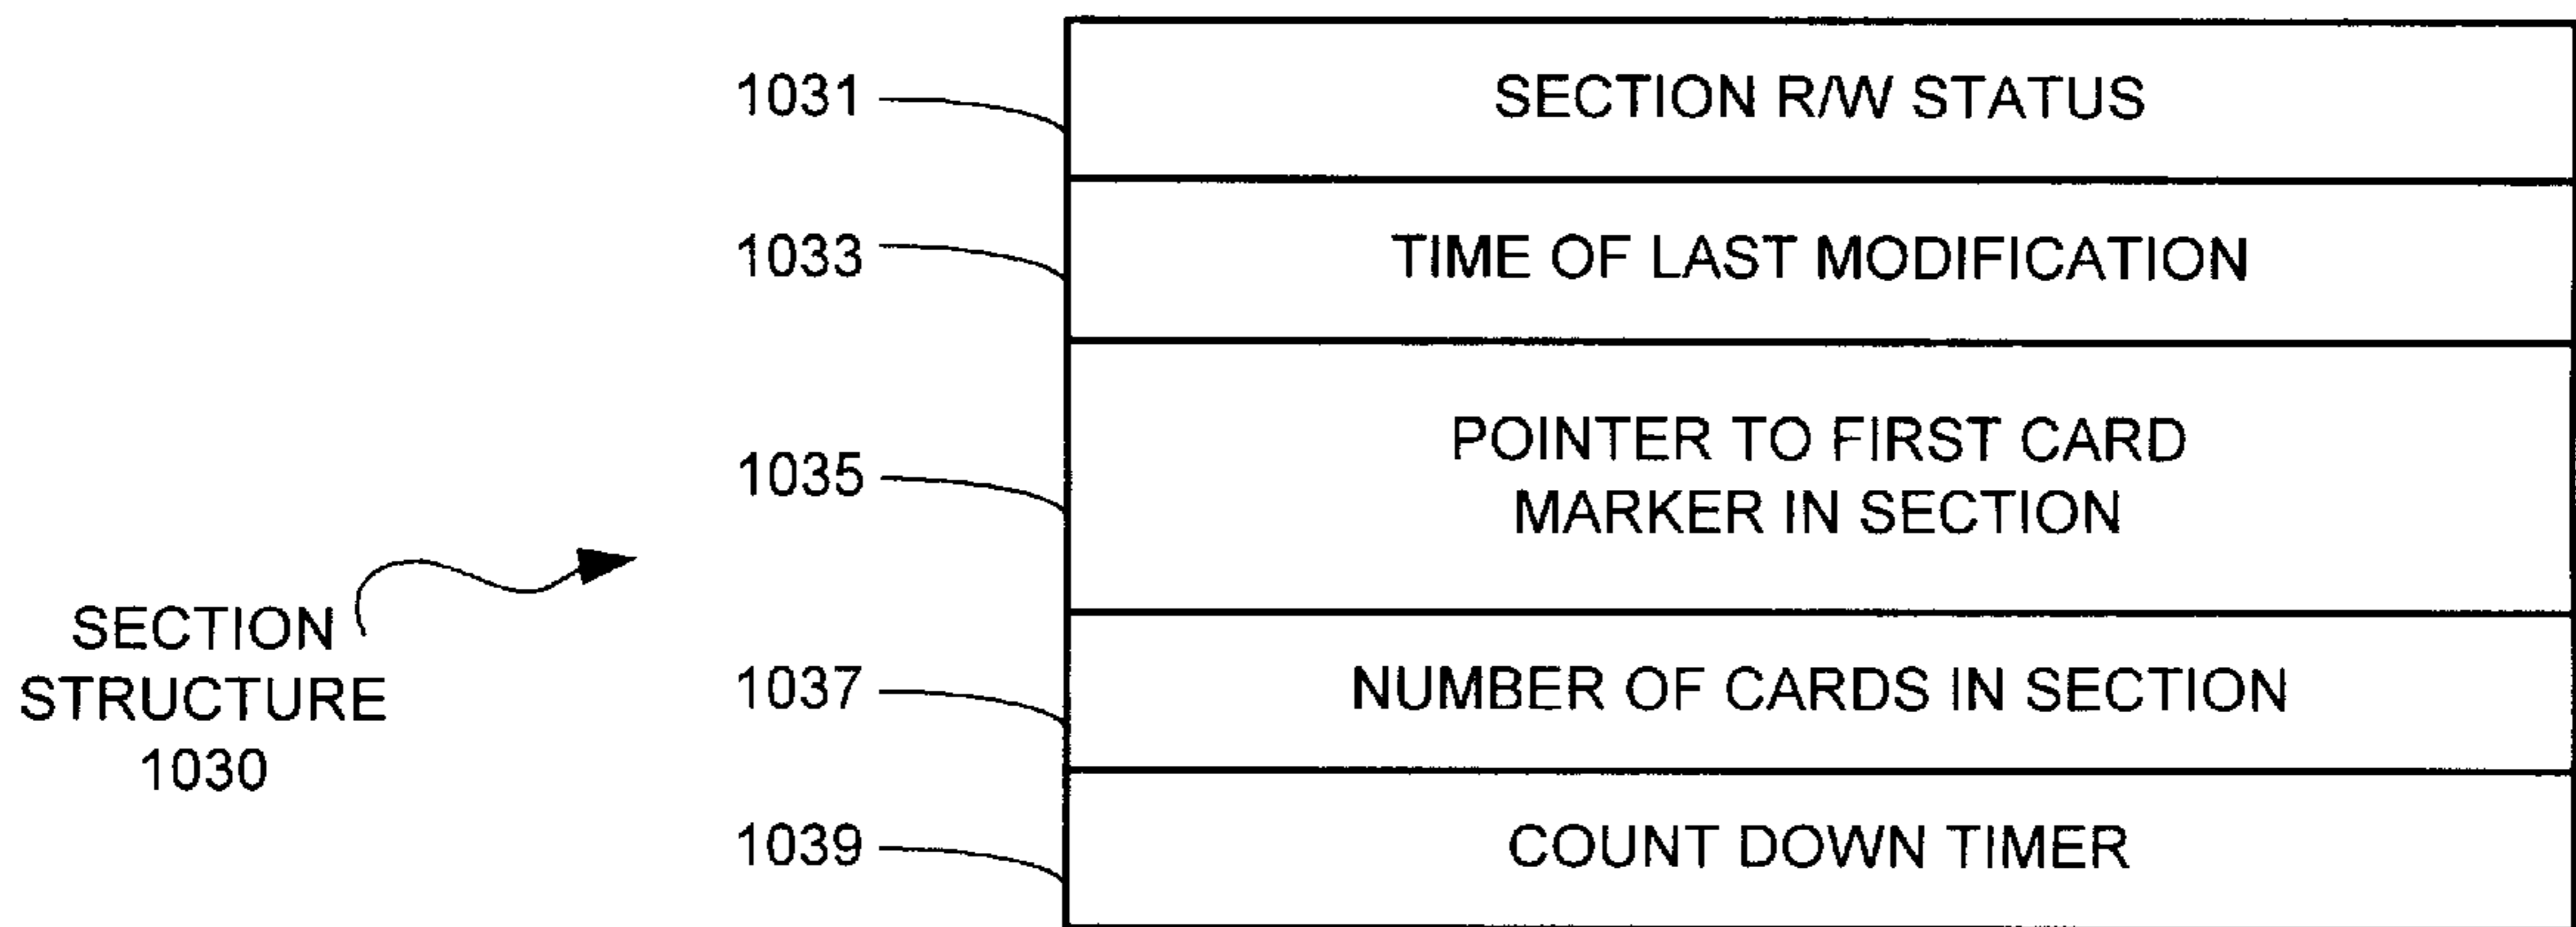 1031
SECTION R/W STATUS
1033
TIME OF LAST MODIFICATION
1035
POINTER TO FIRST CARD
MARKER IN SECTION
SECTION
STRUCTURE
1030
1037
NUMBER OF CARDS IN SECTION
1039
COUNT DOWN TIMER